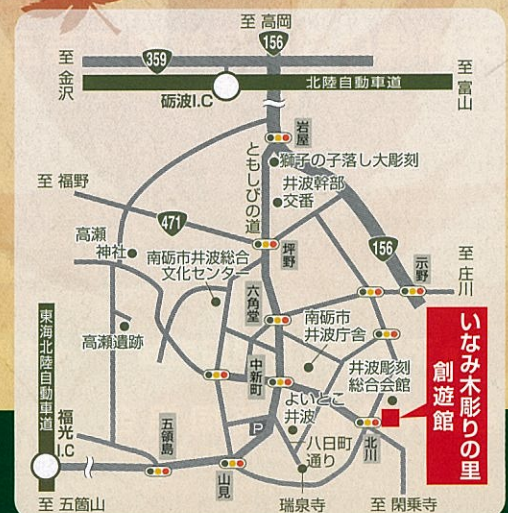 至 高岡
156
359
至 金沢
北陸自動車道
至 富山
砺波I.C
岩屋
獅子の子落し大彫刻
ともしびの道
井波幹部
交番
至 福野
471
高瀬
神社
坪野
156
至 庄川
示野
南砺市井波総合
文化センター
六角堂
南砺市
井波庁舎
高瀬遺跡
東海北陸自動車道
中新町
井波彫刻
総合会館
いなみ木彫りの里
創遊館
よいとこ
井波
福光
I.C
五領島
P
八日町
通り
北川
山見
至 五箇山
瑞泉寺
至 閑乗寺